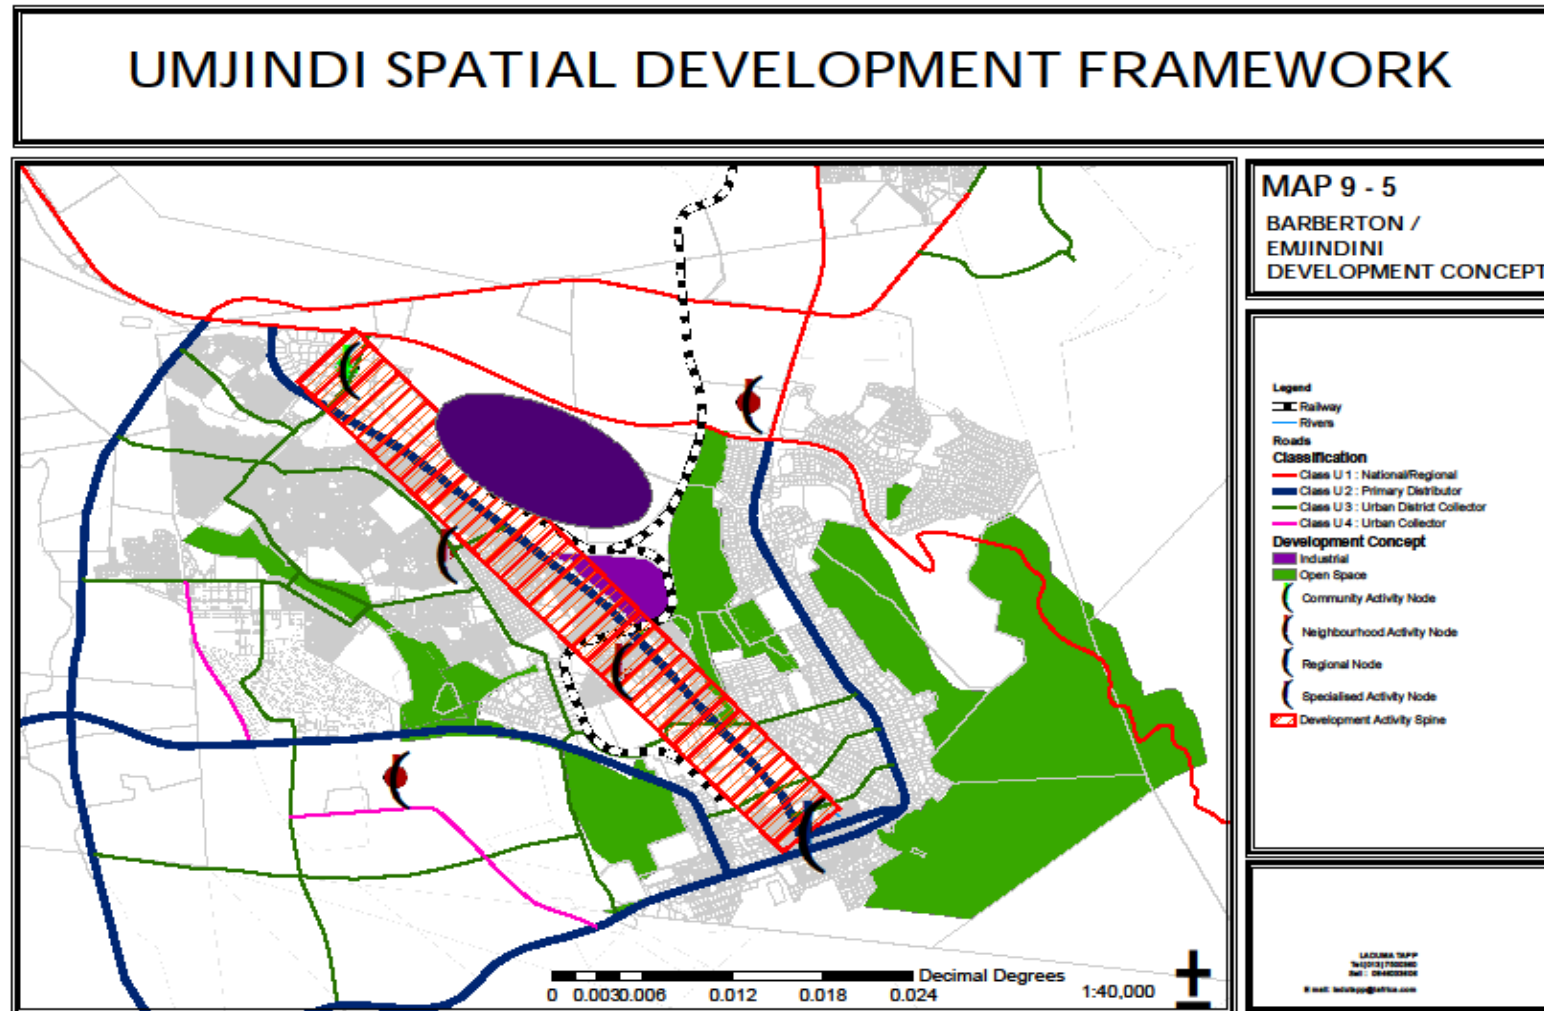 UMJINDI SPATIAL DEVELOPMENT FRAMEWORK
MAP 9 - 5
BARBERTON /
EMJINDINI
DEVELOPMENT CONCEPT
Legend
Railway
Rivers
Roads
Classification
Class U 1 : National/Regional
Class U 2 : Primary Distributor
Class U 3 : Urban District Collector
Class U 4 : Urban Collector
Development Concept
Industrial
Open Space
Community Activity Node
Neighbourhood Activity Node
Regional Node
Specialised Activity Node
Development Activity Spine
Decimal Degrees
0 0.0030.006 0.012 0.018 0.024
1:40,000